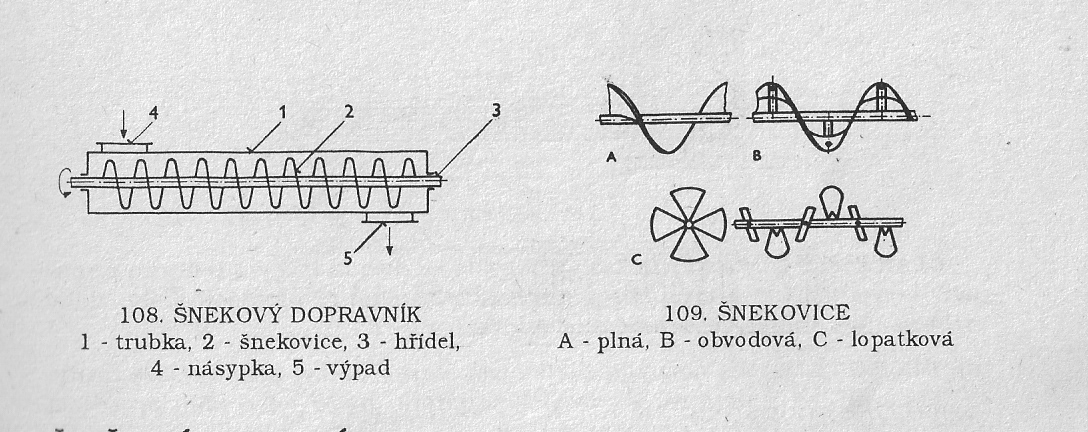 4
1
2
3
5
A
B
C
108. ŠNEKOVÝ DOPRAVNÍK
1 - trubka, 2 - šnekovice, 3 - hřídel,
4 - násypka, 5 - výpad
109. ŠNEKOVICE
A - plná, B - obvodová, C - lopatková